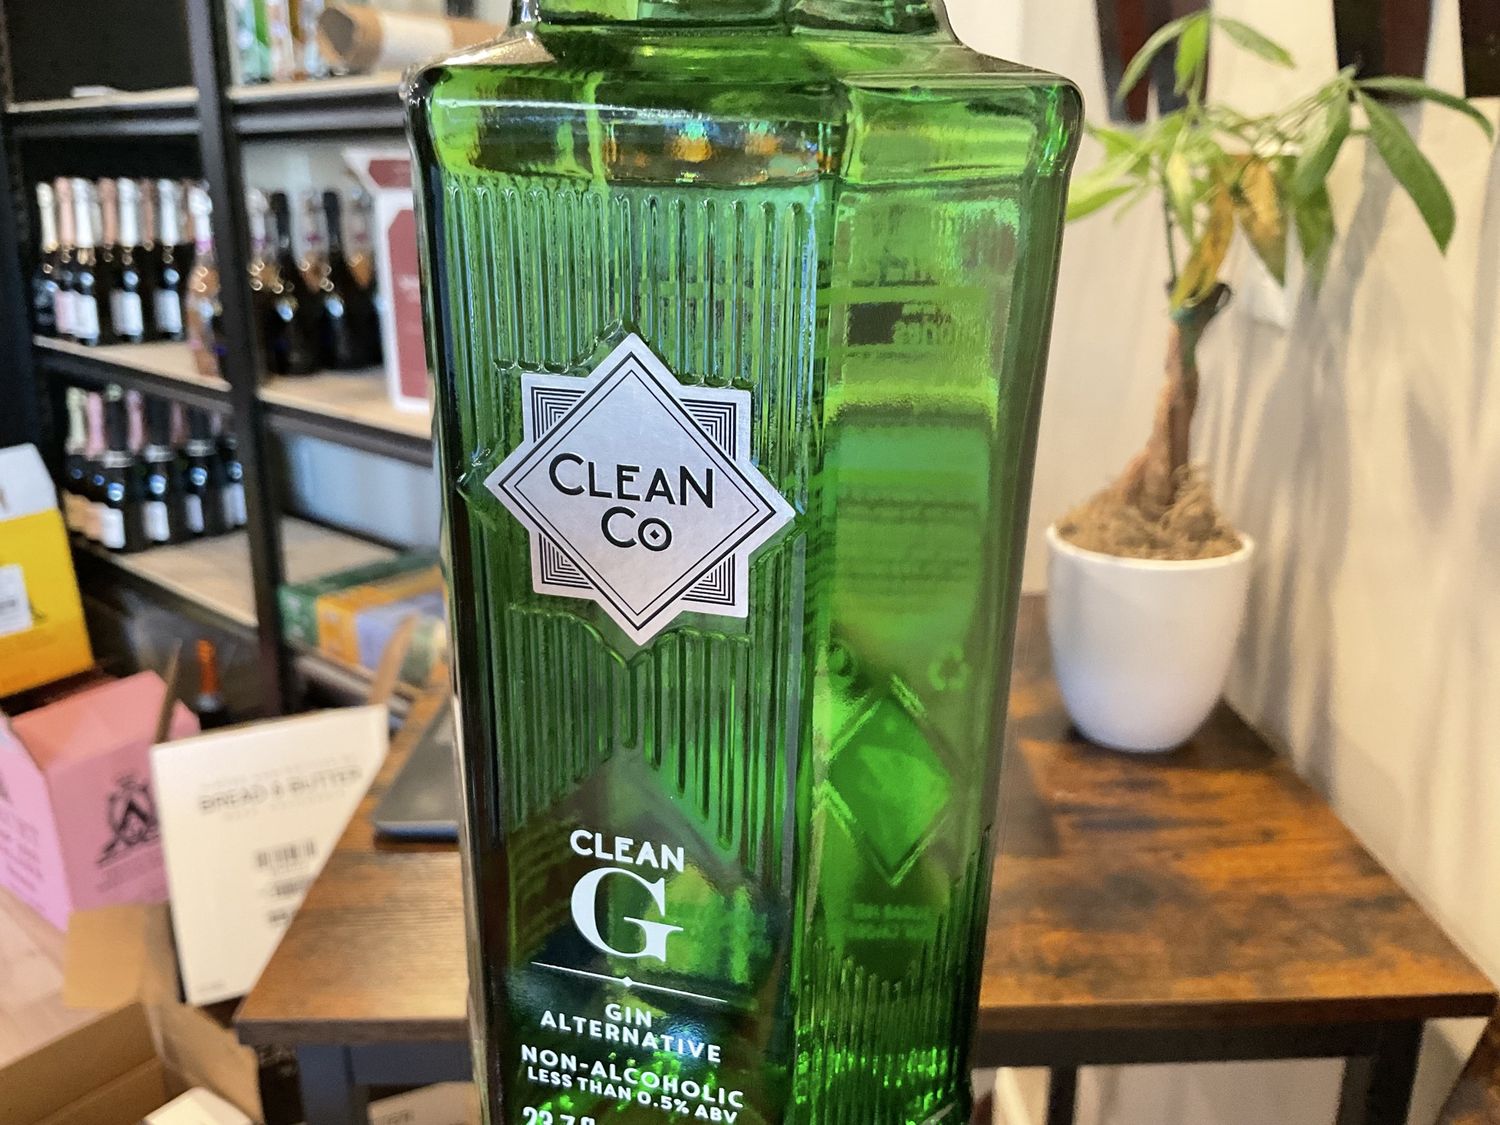 CLEAN
CO
CLEAN
G
GIN
ALTERNATIVE
NON-ALCOHOLIC
LESS THAN 0.5% ABV
BREAD & BUTTER